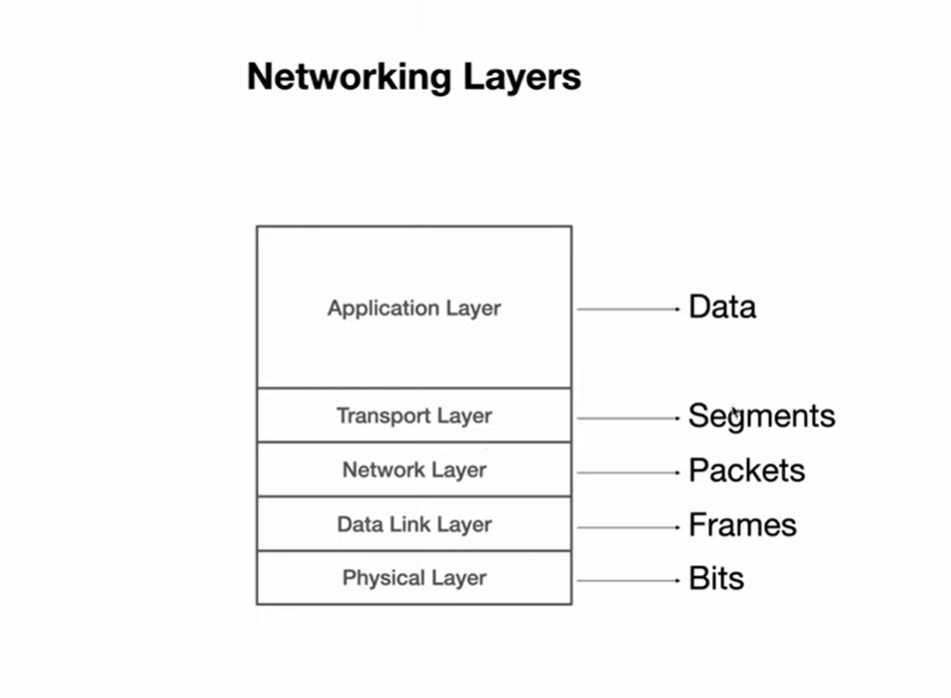 Networking Layers
Application Layer
Data
Transport Layer
Segments
Network Layer
Packets
Data Link Layer
Frames
Physical Layer
Bits